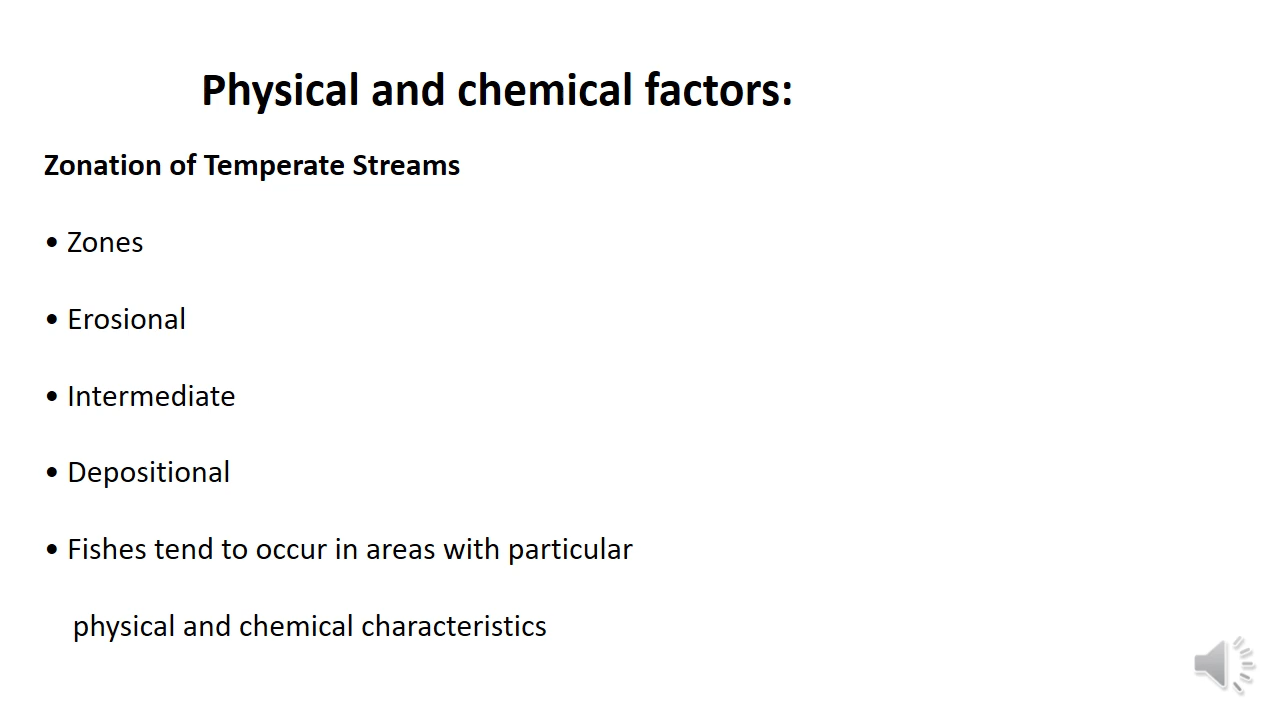 Physical and chemical factors:
Zonation of Temperate Streams
• Zones
• Erosional
• Intermediate
• Depositional
• Fishes tend to occur in areas with particular
physical and chemical characteristics